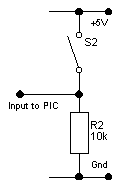 +5V
S2
Input to PIC
R2
10k
Gnd